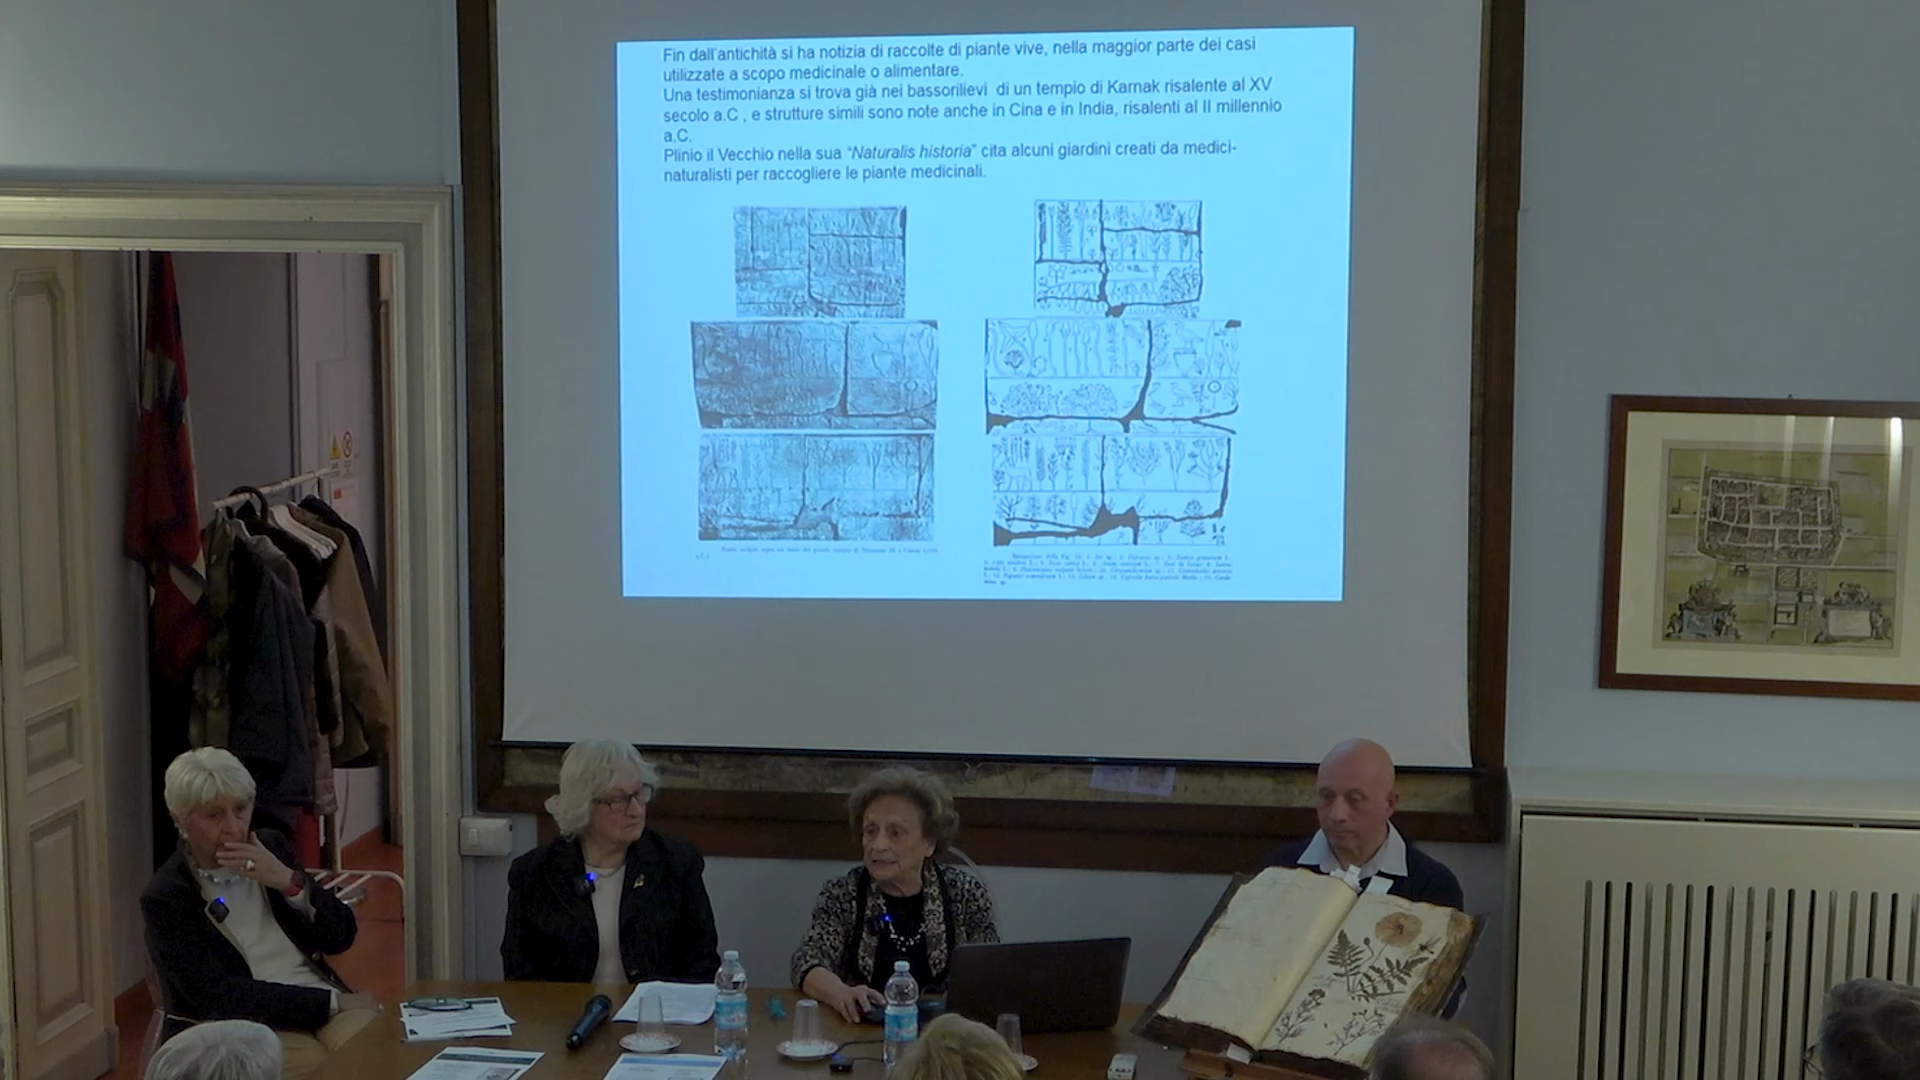 Fin dall'antichità si ha notizia di raccolte di piante vive, nella maggior parte dei casi
utilizzate a scopo medicinale o alimentare.
Una testimonianza si trova già nei bassorilievi di un tempio di Karnak risalente al XV
secolo a.C , e strutture simili sono note anche in Cina e in India, risalenti al II millennio
a.C.
Plinio il Vecchio nella sua "Naturalis historia" cita alcuni giardini creati da medici-
naturalisti per raccogliere le piante medicinali.